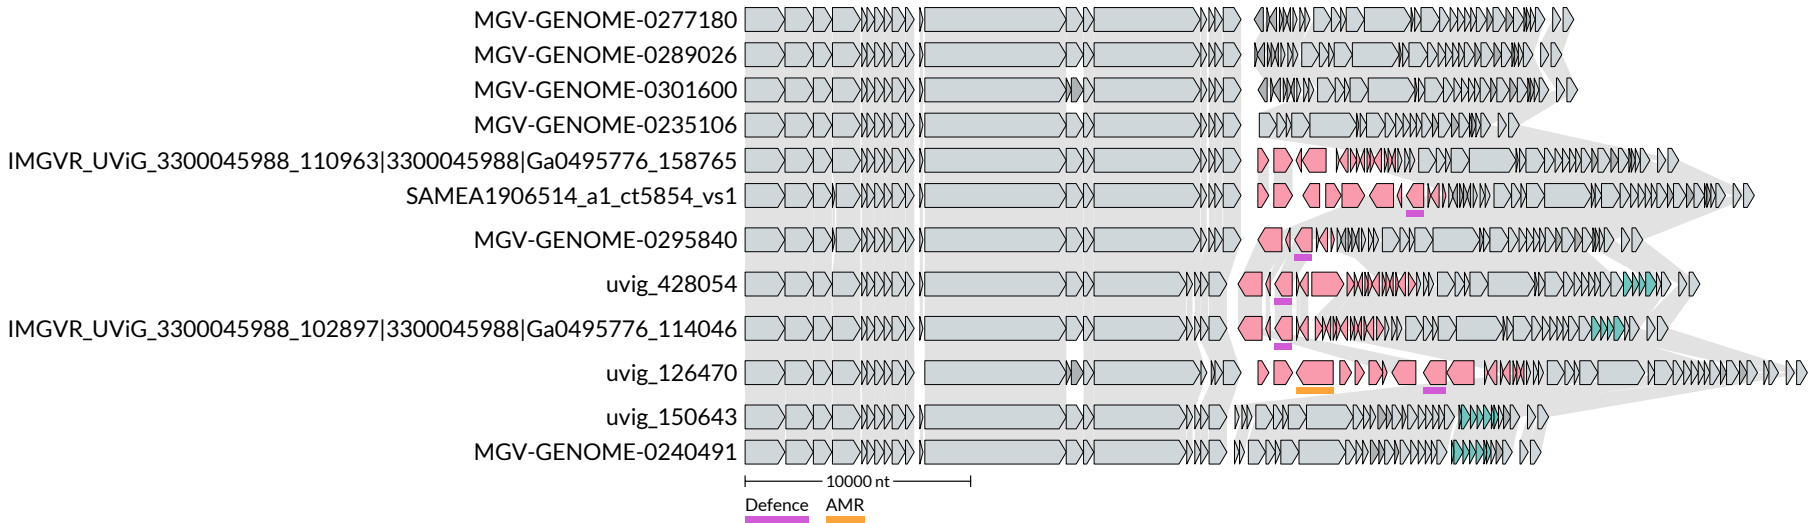 MGV-GENOME-0277180
MGV-GENOME-0289026
MGV-GENOME-0301600
MGV-GENOME-0235106
IMGVR_UViG_3300045988_110963|3300045988|Ga0495776_158765
SAMEA1906514_a1_ct5854_vs1
MGV-GENOME-0295840
uvig_428054
IMGVR_UViG_3300045988_102897|3300045988|Ga0495776_114046
uvig_126470
uvig_150643
MGV-GENOME-0240491
10000 nt
Defence AMR